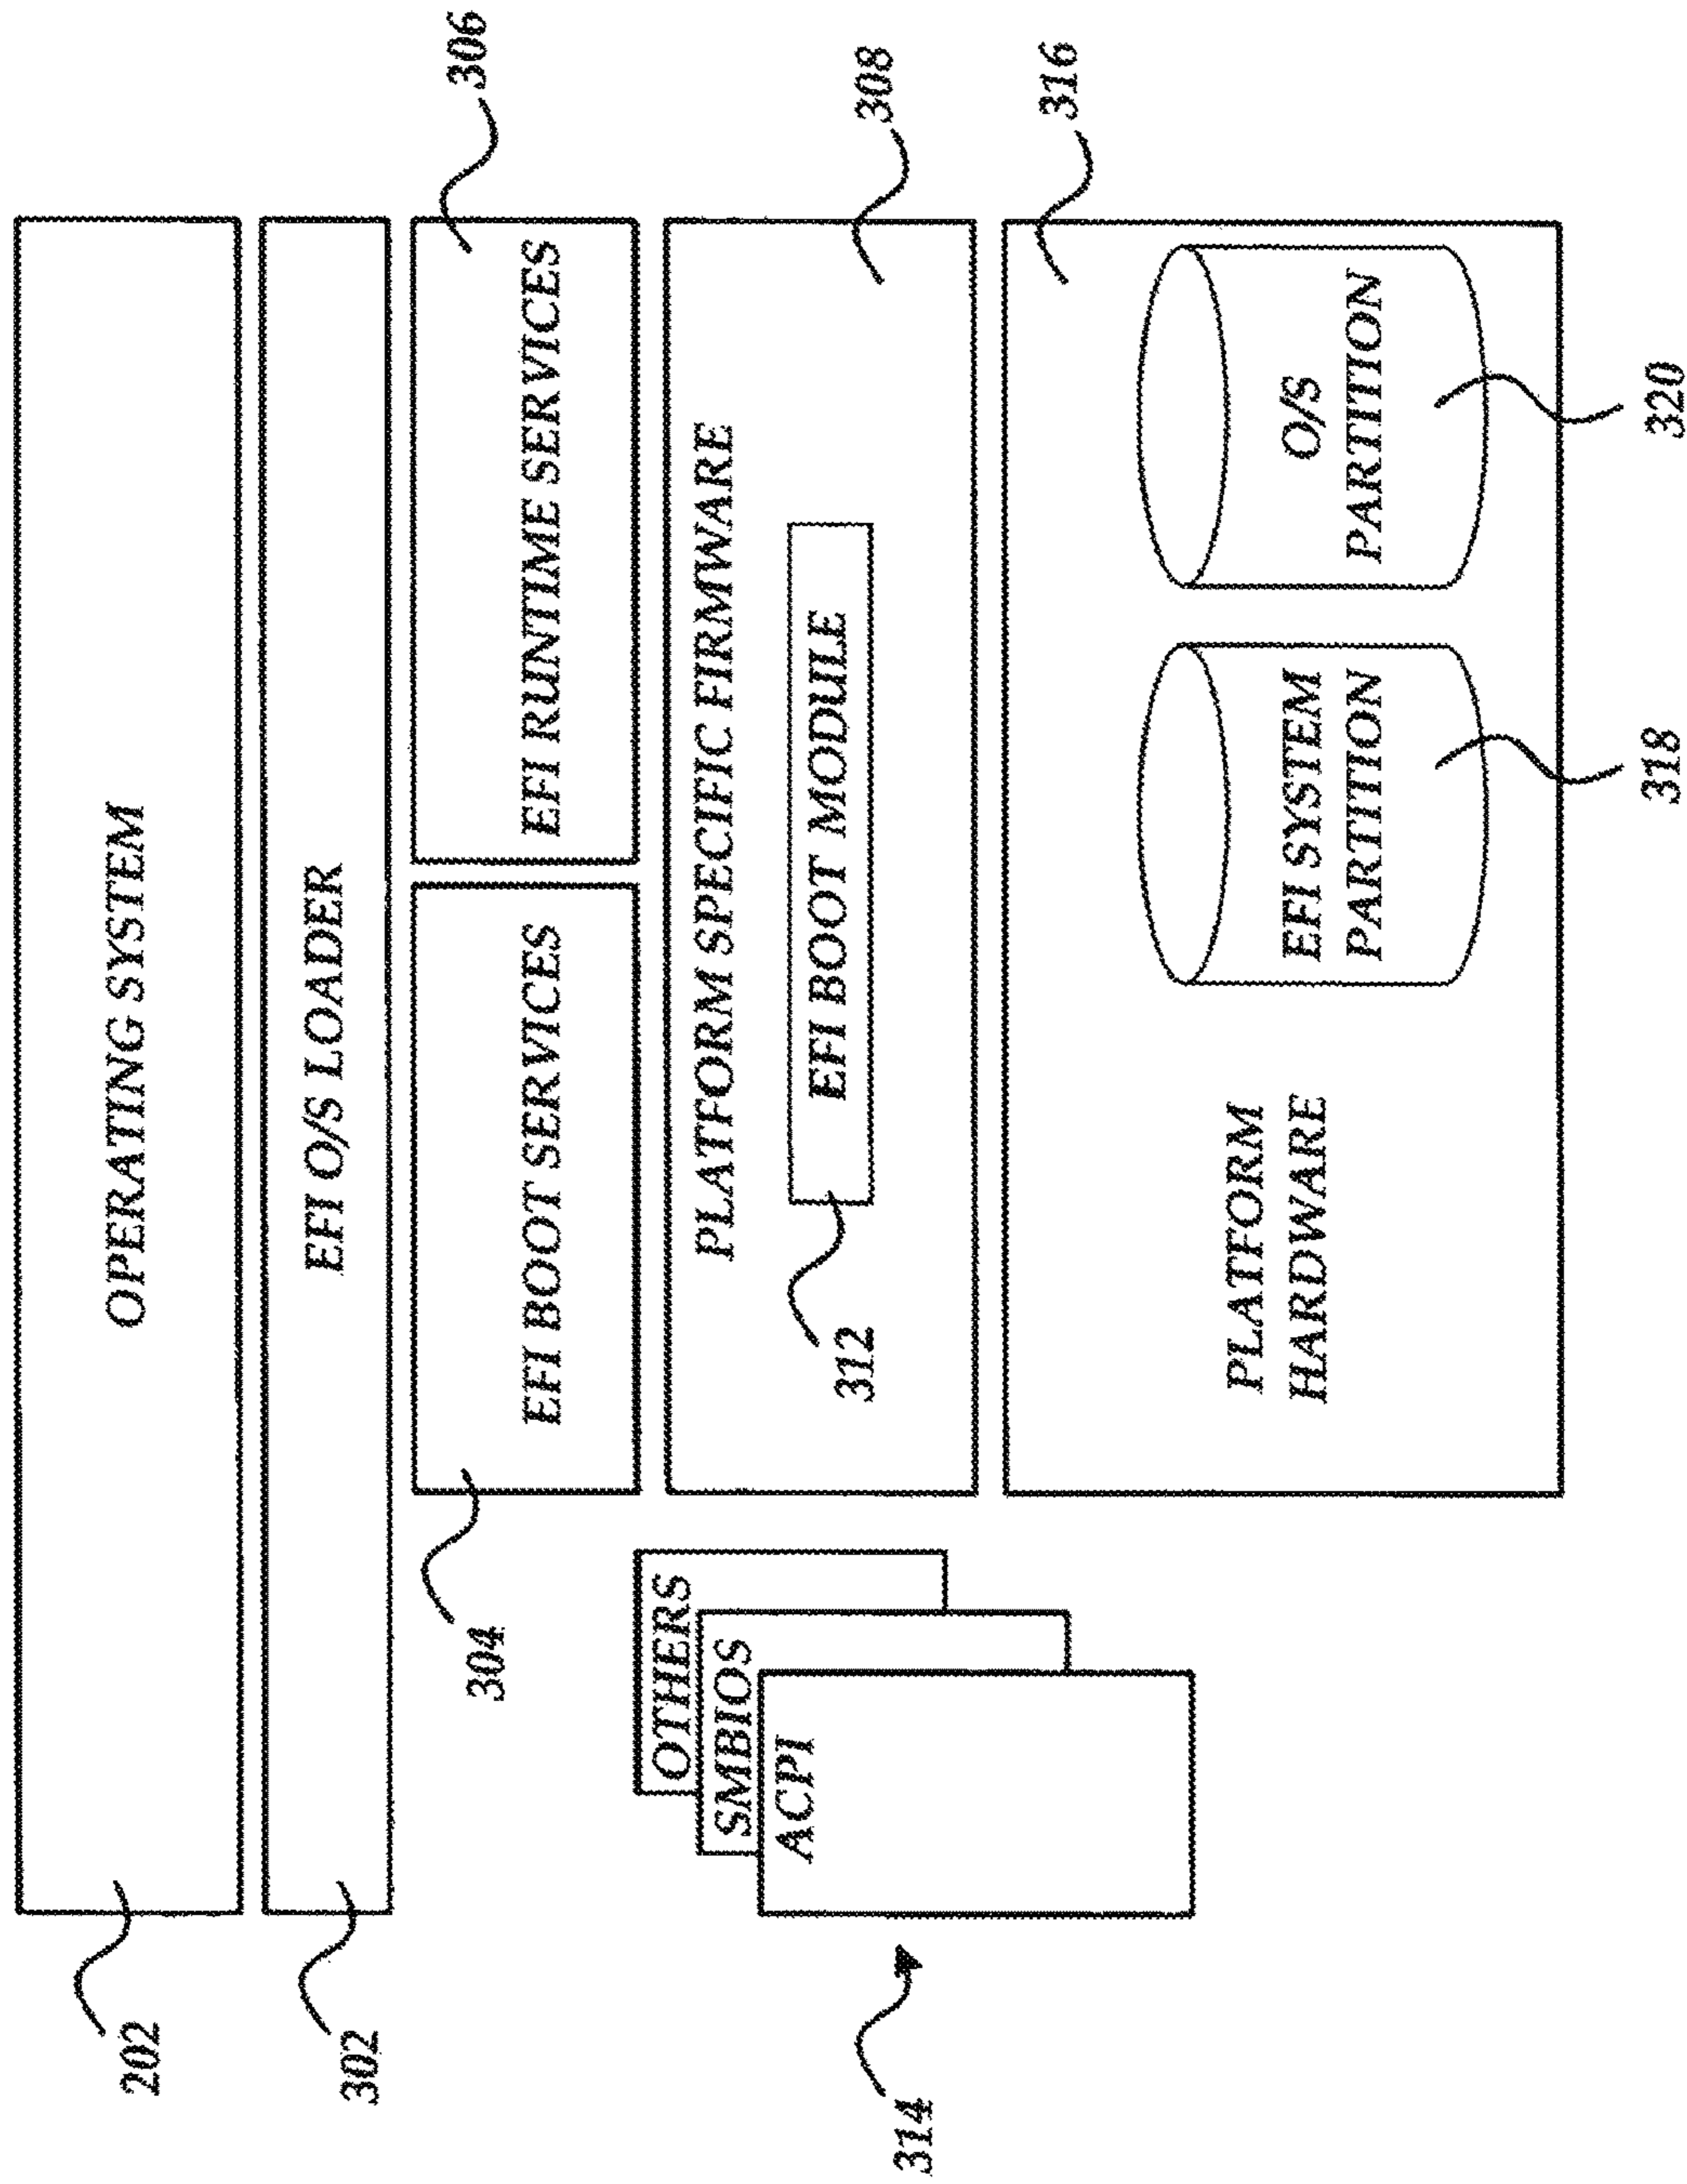 202
OPERATING SYSTEM
302
EFI O/S LOADER
304
EFI BOOT SERVICES
EFI RUNTIME SERVICES
306
OTHERS
SMBIOS
ACPI
314
PLATFORM SPECIFIC FIRMWARE
308
312
EFI BOOT MODULE
316
PLATFORM
HARDWARE
EFI SYSTEM
PARTITION
318
O/S
PARTITION
320